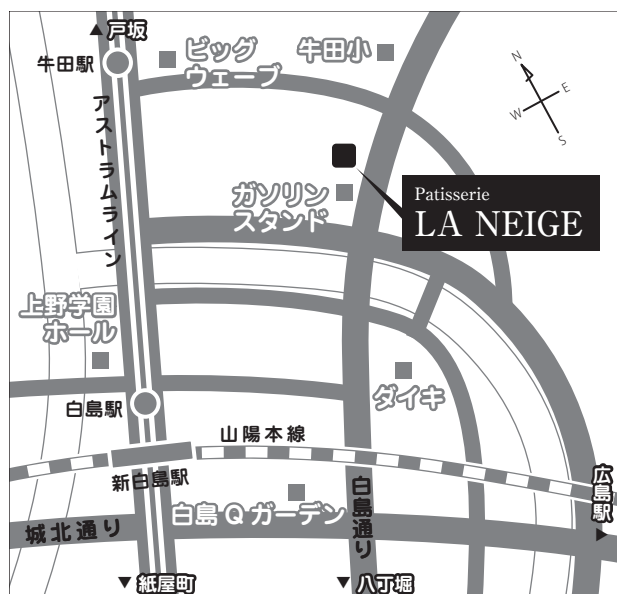 ▲戸坂
牛田駅
ビッグ
ウェーブ
牛田小
N
E
W
S
アストラムライン
ガソリン
スタンド
Patisserie
LA NEIGE
上野学園
ホール
白島駅
ダイキ
山陽本線
新白島駅
広島駅▶
白島Qガーデン
白島通り
城北通り
▼紙屋町
▼八丁堀